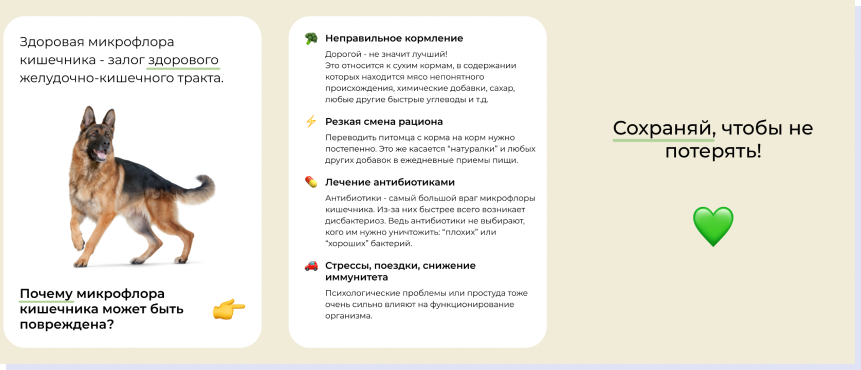 Здоровая микрофлора
кишечника - залог здорового
желудочно-кишечного тракта.
Почему микрофлора
кишечника может быть
повреждена?
Неправильное кормление
Дорогой - не значит лучший!
Это относится к сухим кормам, в содержании
которых находится мясо непонятного
происхождения, химические добавки, сахар,
любые другие быстрые углеводы и т.д.
Резкая смена рациона
Переводить питомца с корма на корм нужно
постепенно. Это же касается “натуралки” и любых
других добавок в ежедневные приемы пищи.
Лечение антибиотиками
Антибиотики - самый большой враг микрофлоры
кишечника. Из-за них быстрее всего возникает
дисбактериоз. Ведь антибиотики не выбирают,
кого им нужно уничтожить: “плохих” или
“хороших” бактерий.
Стрессы, поездки, снижение
иммунитета
Психологические проблемы или простуда тоже
очень сильно влияют на функционирование
организма.
Сохраняй, чтобы не
потерять!